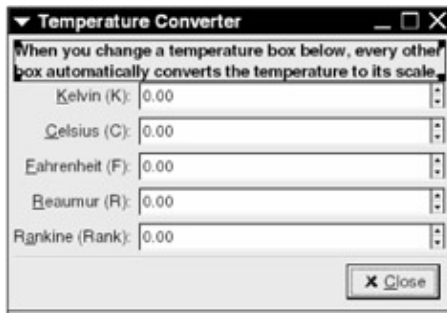 Temperature Converter
When you change a temperature box below, every other
box automatically converts the temperature to its scale.
Kelvin (K): 0.00
Celsius (C): 0.00
Fahrenheit (F): 0.00
Reaumur (R): 0.00
Rankine (Rank): 0.00
Close